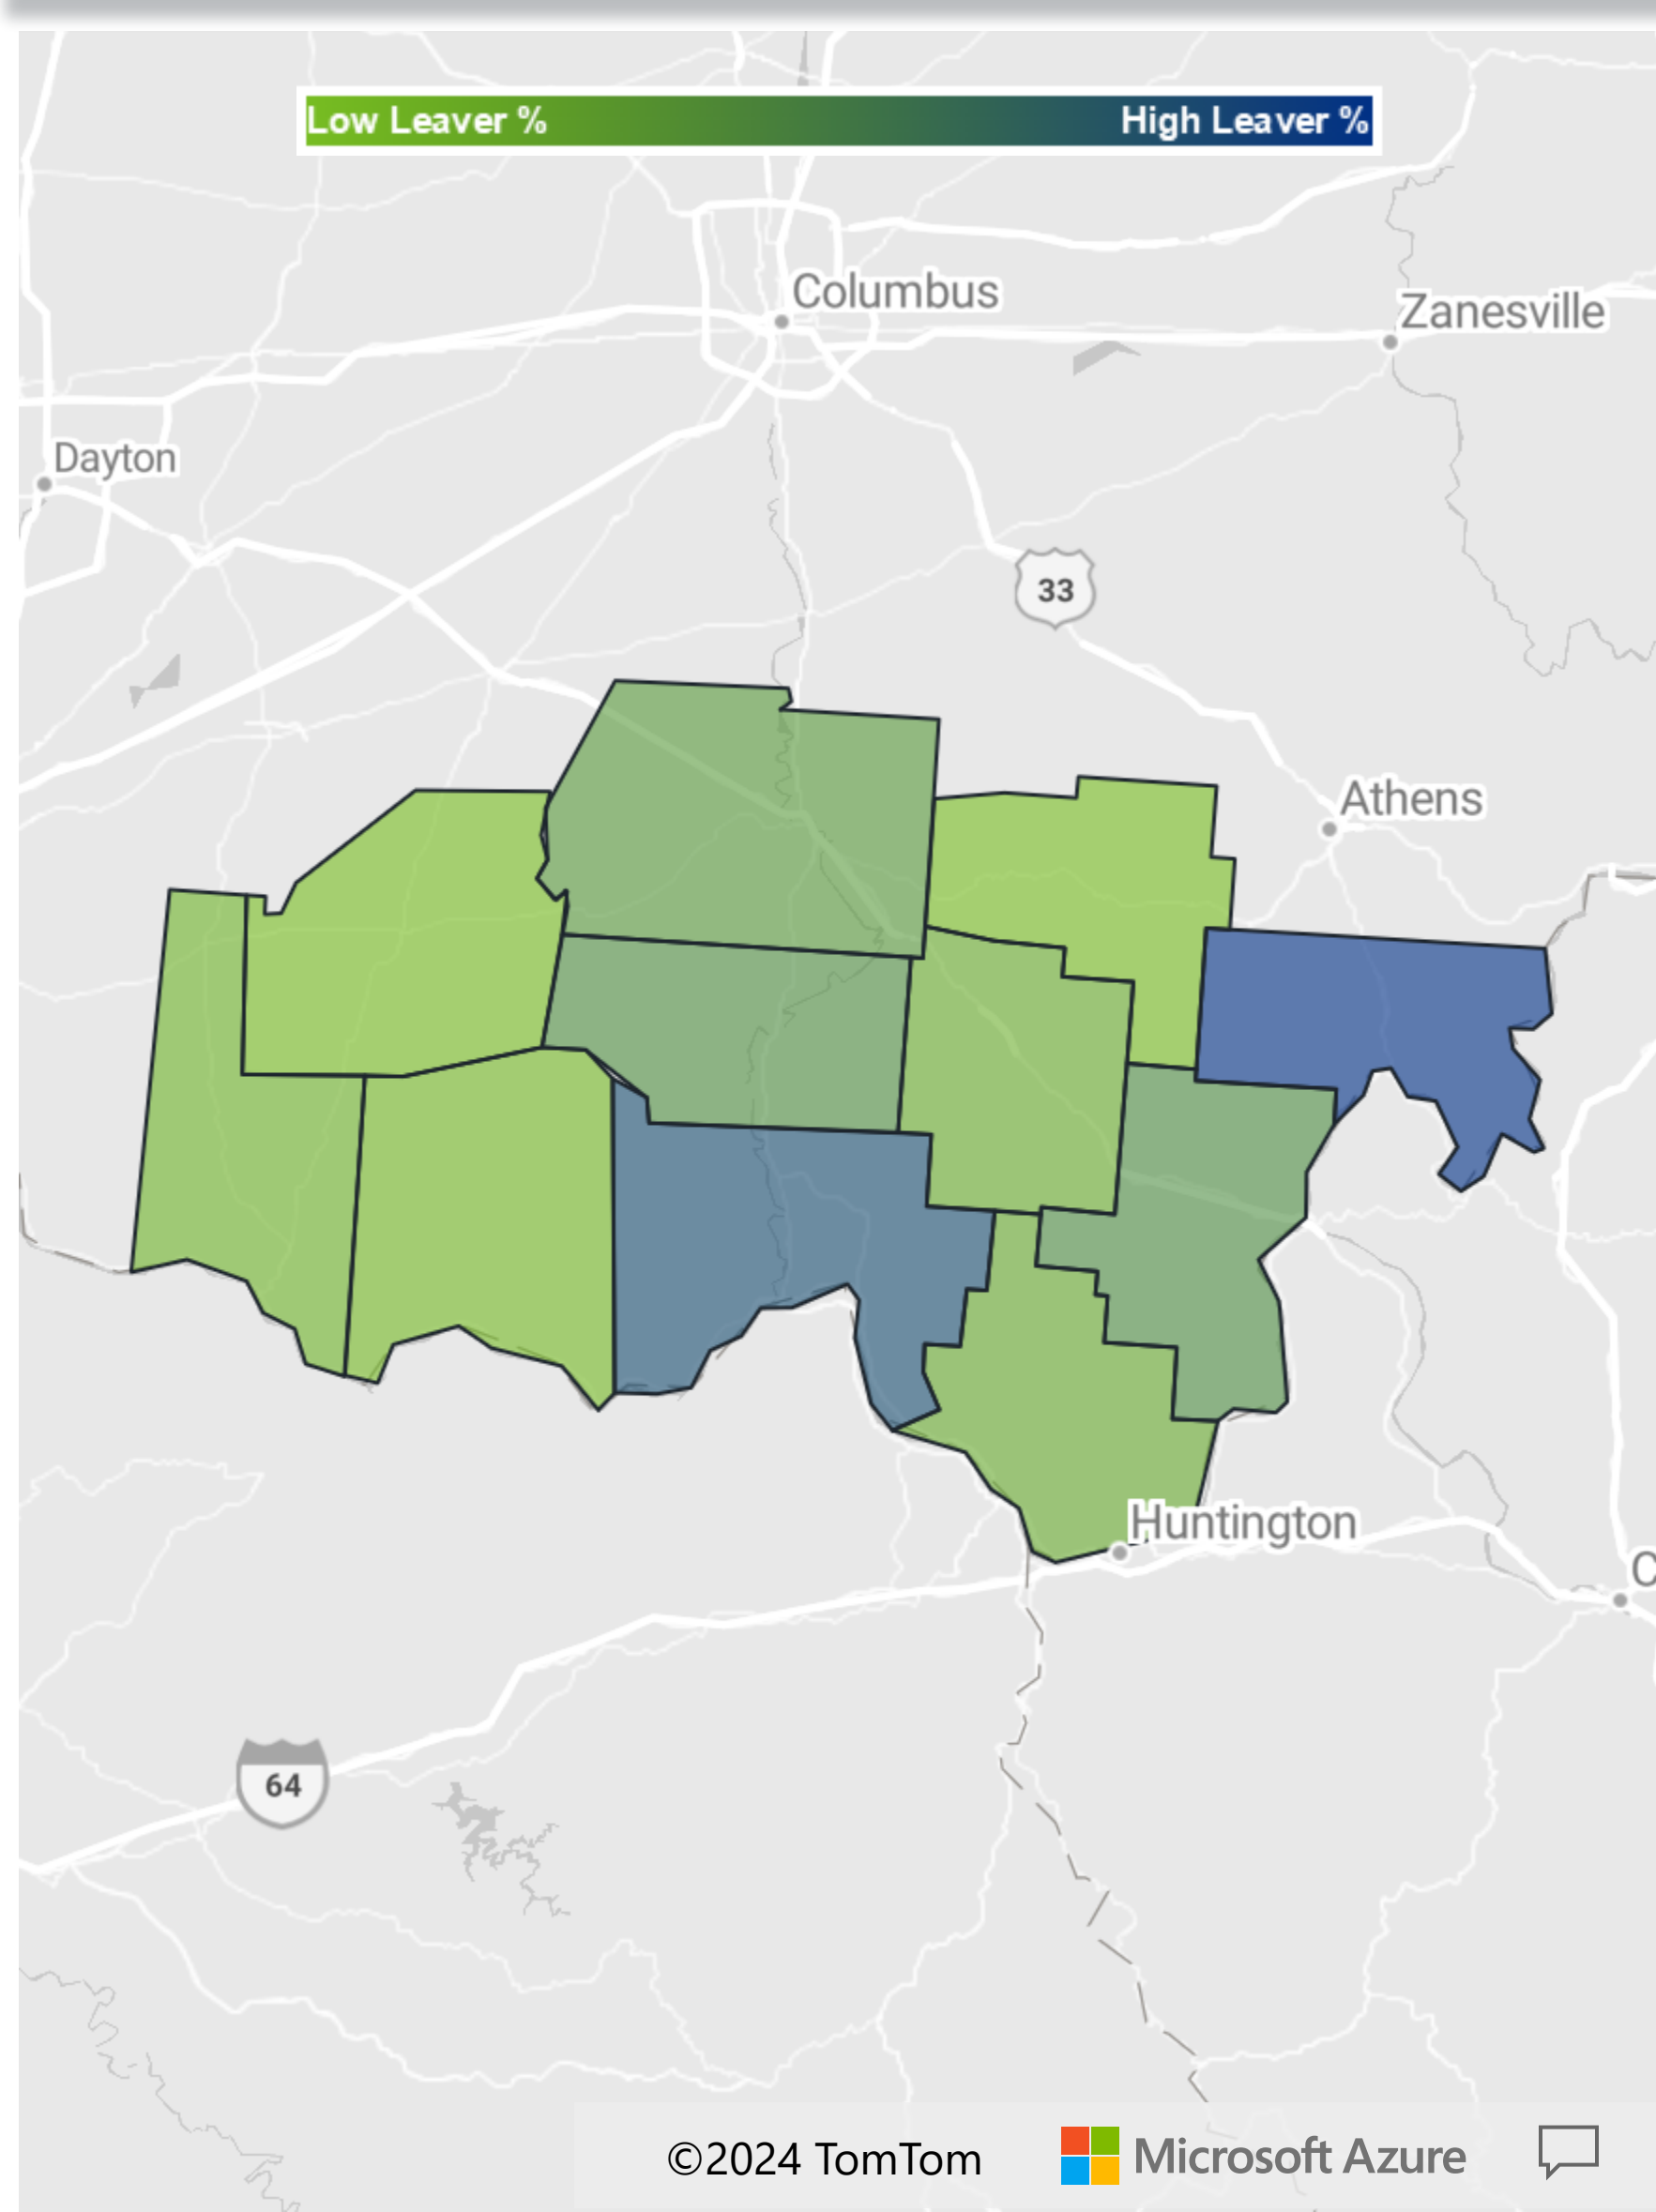 Low Leaver % High Leaver %
Columbus
Zanesville
Dayton
33
Athens
Huntington
C
64
©2024 TomTom Microsoft Azure